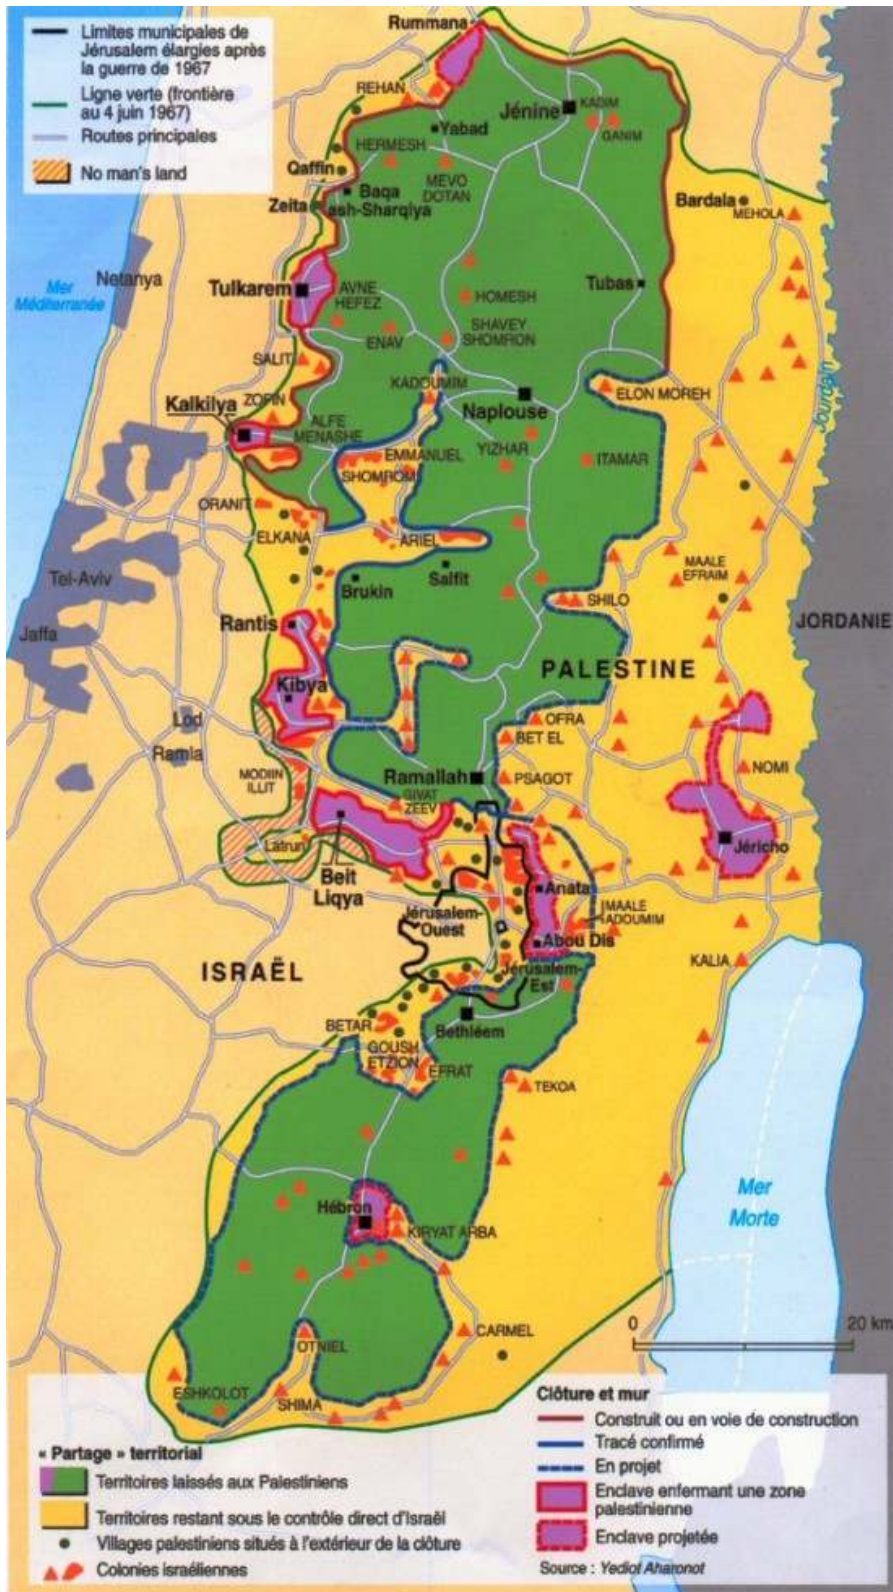 Limites municipales de
Jérusalem élargies après
la guerre de 1967
Ligne verte (frontière
au 4 juin 1967)
Routes principales
No man's land
Rummana
REHAN
Jénine
KADIM
GANIM
Yabad
HERMESH
Qaffin
MEVO
DOTAN
Baqa
ash-Sharqiya
Zeita
Bardala
MEHOLA
Netanya
Mer
Méditerranée
Tulkarem
AVNE
HEFEZ
HOMESH
Tubas
SHAVEY
SHOMRON
ENAV
SALIT
KADOUMIM
ELON MOREH
Jourdain
ZOFIN
Naplouse
Kalkilya
ALFE
MENASHE
EMMANUEL
YIZHAR
ITAMAR
SHOMROM
ORANIT
ELKANA
ARIEL
MAALE
EFRAIM
Tel-Aviv
Brukin
Salfit
SHILO
Rantis
JORDANIE
Jaffa
PALESTINE
Kibya
Lod
OFRA
BET EL
Ramla
MODIIN
ILLIT
Ramallah
PSAGOT
NOMI
GIVAT
ZEEV
Latrun
Jéricho
Beit
Liqya
Anata
Jérusalem-
Ouest
MAALE
ADOUMIM
Abou Dis
ISRAËL
Jérusalem-
Est
KALIA
BETAR
Bethléem
GOUSH
ETZION
EFRAT
TEKOA
Mer
Morte
Hébron
KIRYAT ARBA
0 20 km
CARMEL
OTNIEL
ESHKOLOT
SHIMA
« Partage » territorial
Territoires laissés aux Palestiniens
Territoires restant sous le contrôle direct d'Israël
Villages palestiniens situés à l'extérieur de la clôture
Colonies israéliennes
Clôture et mur
Construit ou en voie de construction
Tracé confirmé
En projet
Enclave enfermant une zone
palestinienne
Enclave projetée
Source : Yediot Aharonot